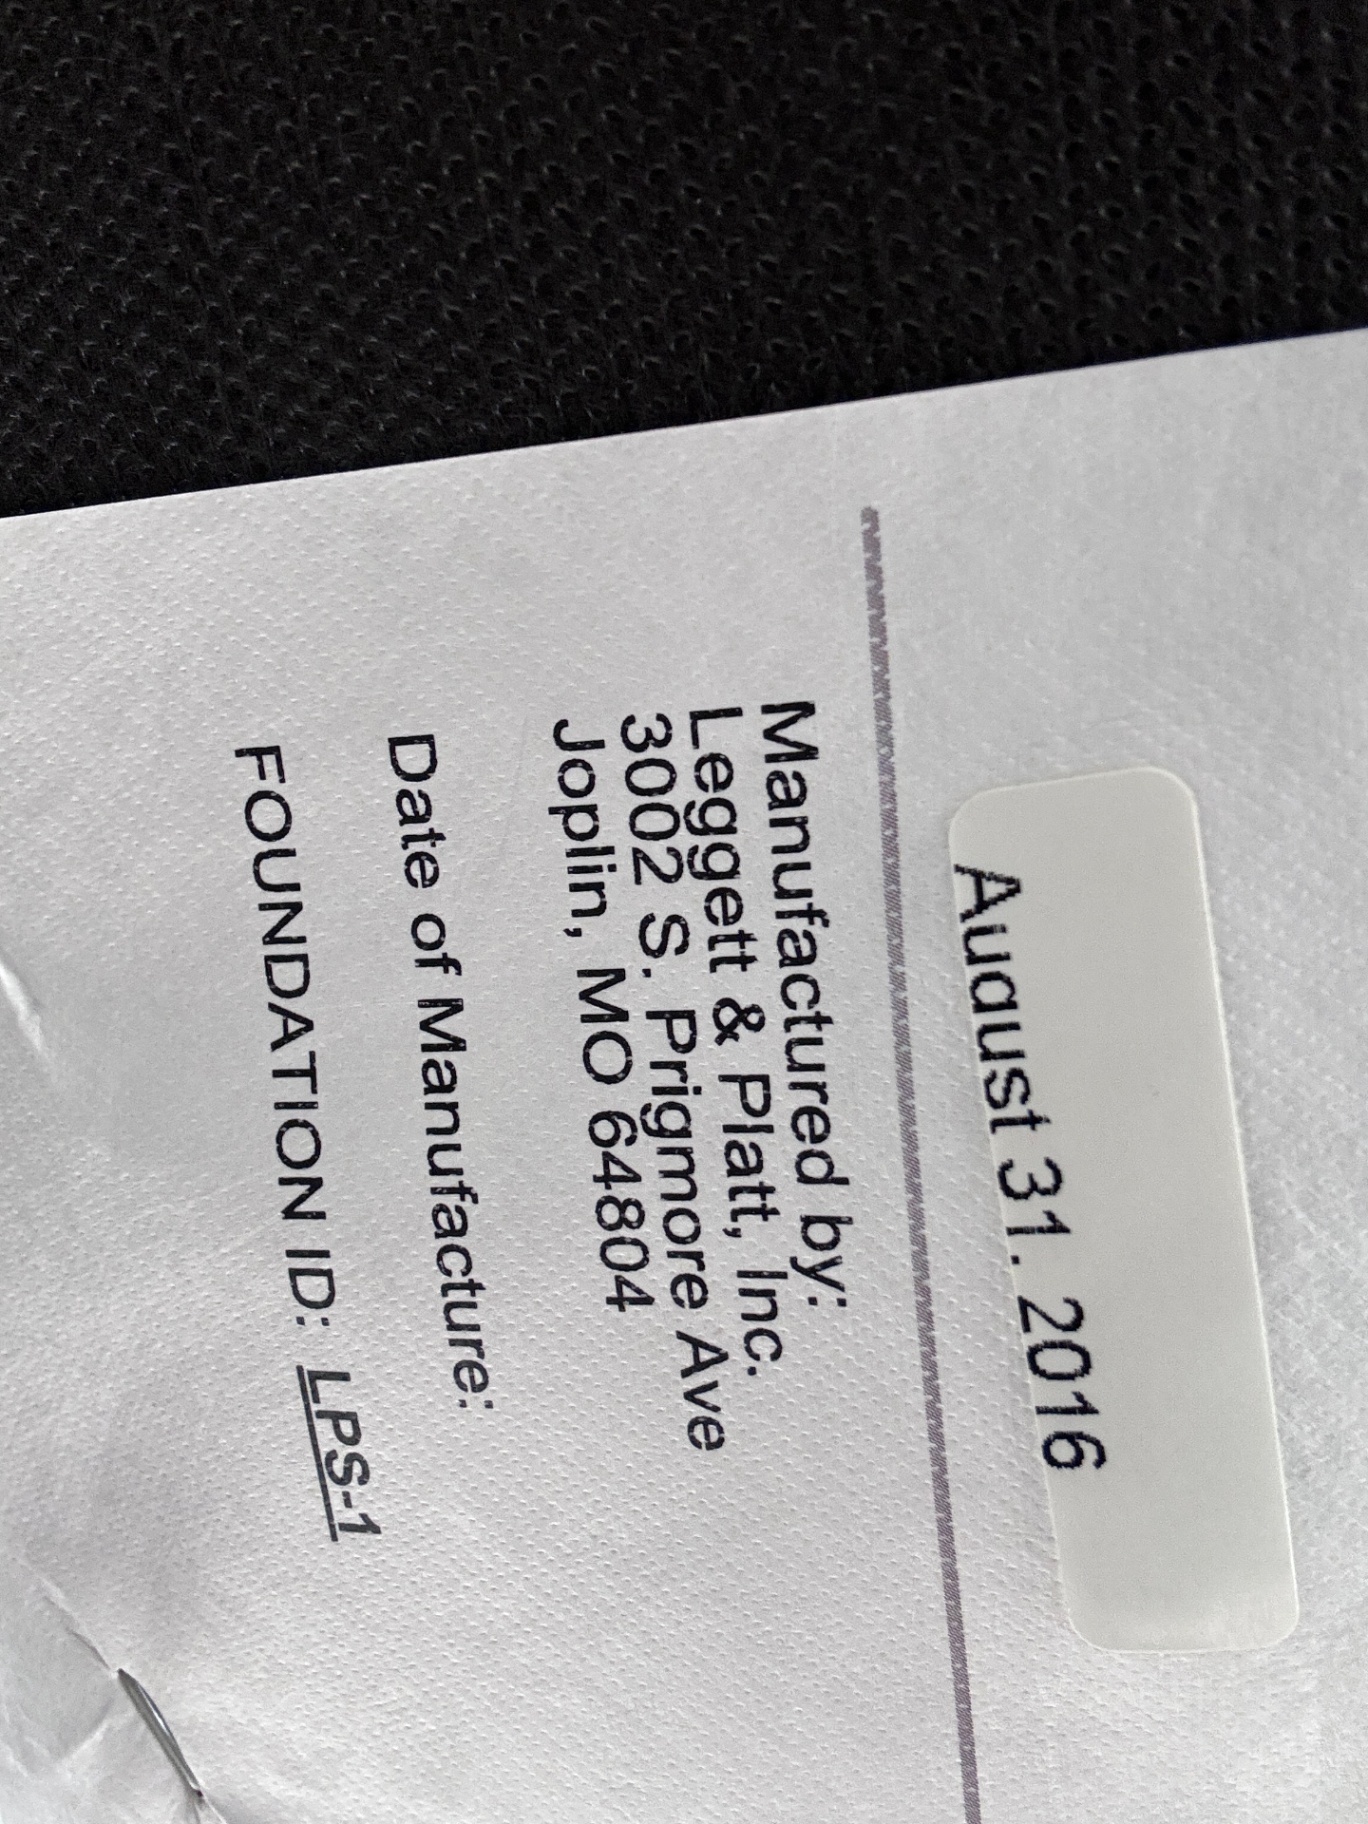 August 31. 2016
Manufactured by:
Leggett & Platt, Inc.
3002 S. Prigmore Ave
Joplin, MO 64804
Date of Manufacture:
FOUNDATION ID: LPS-1